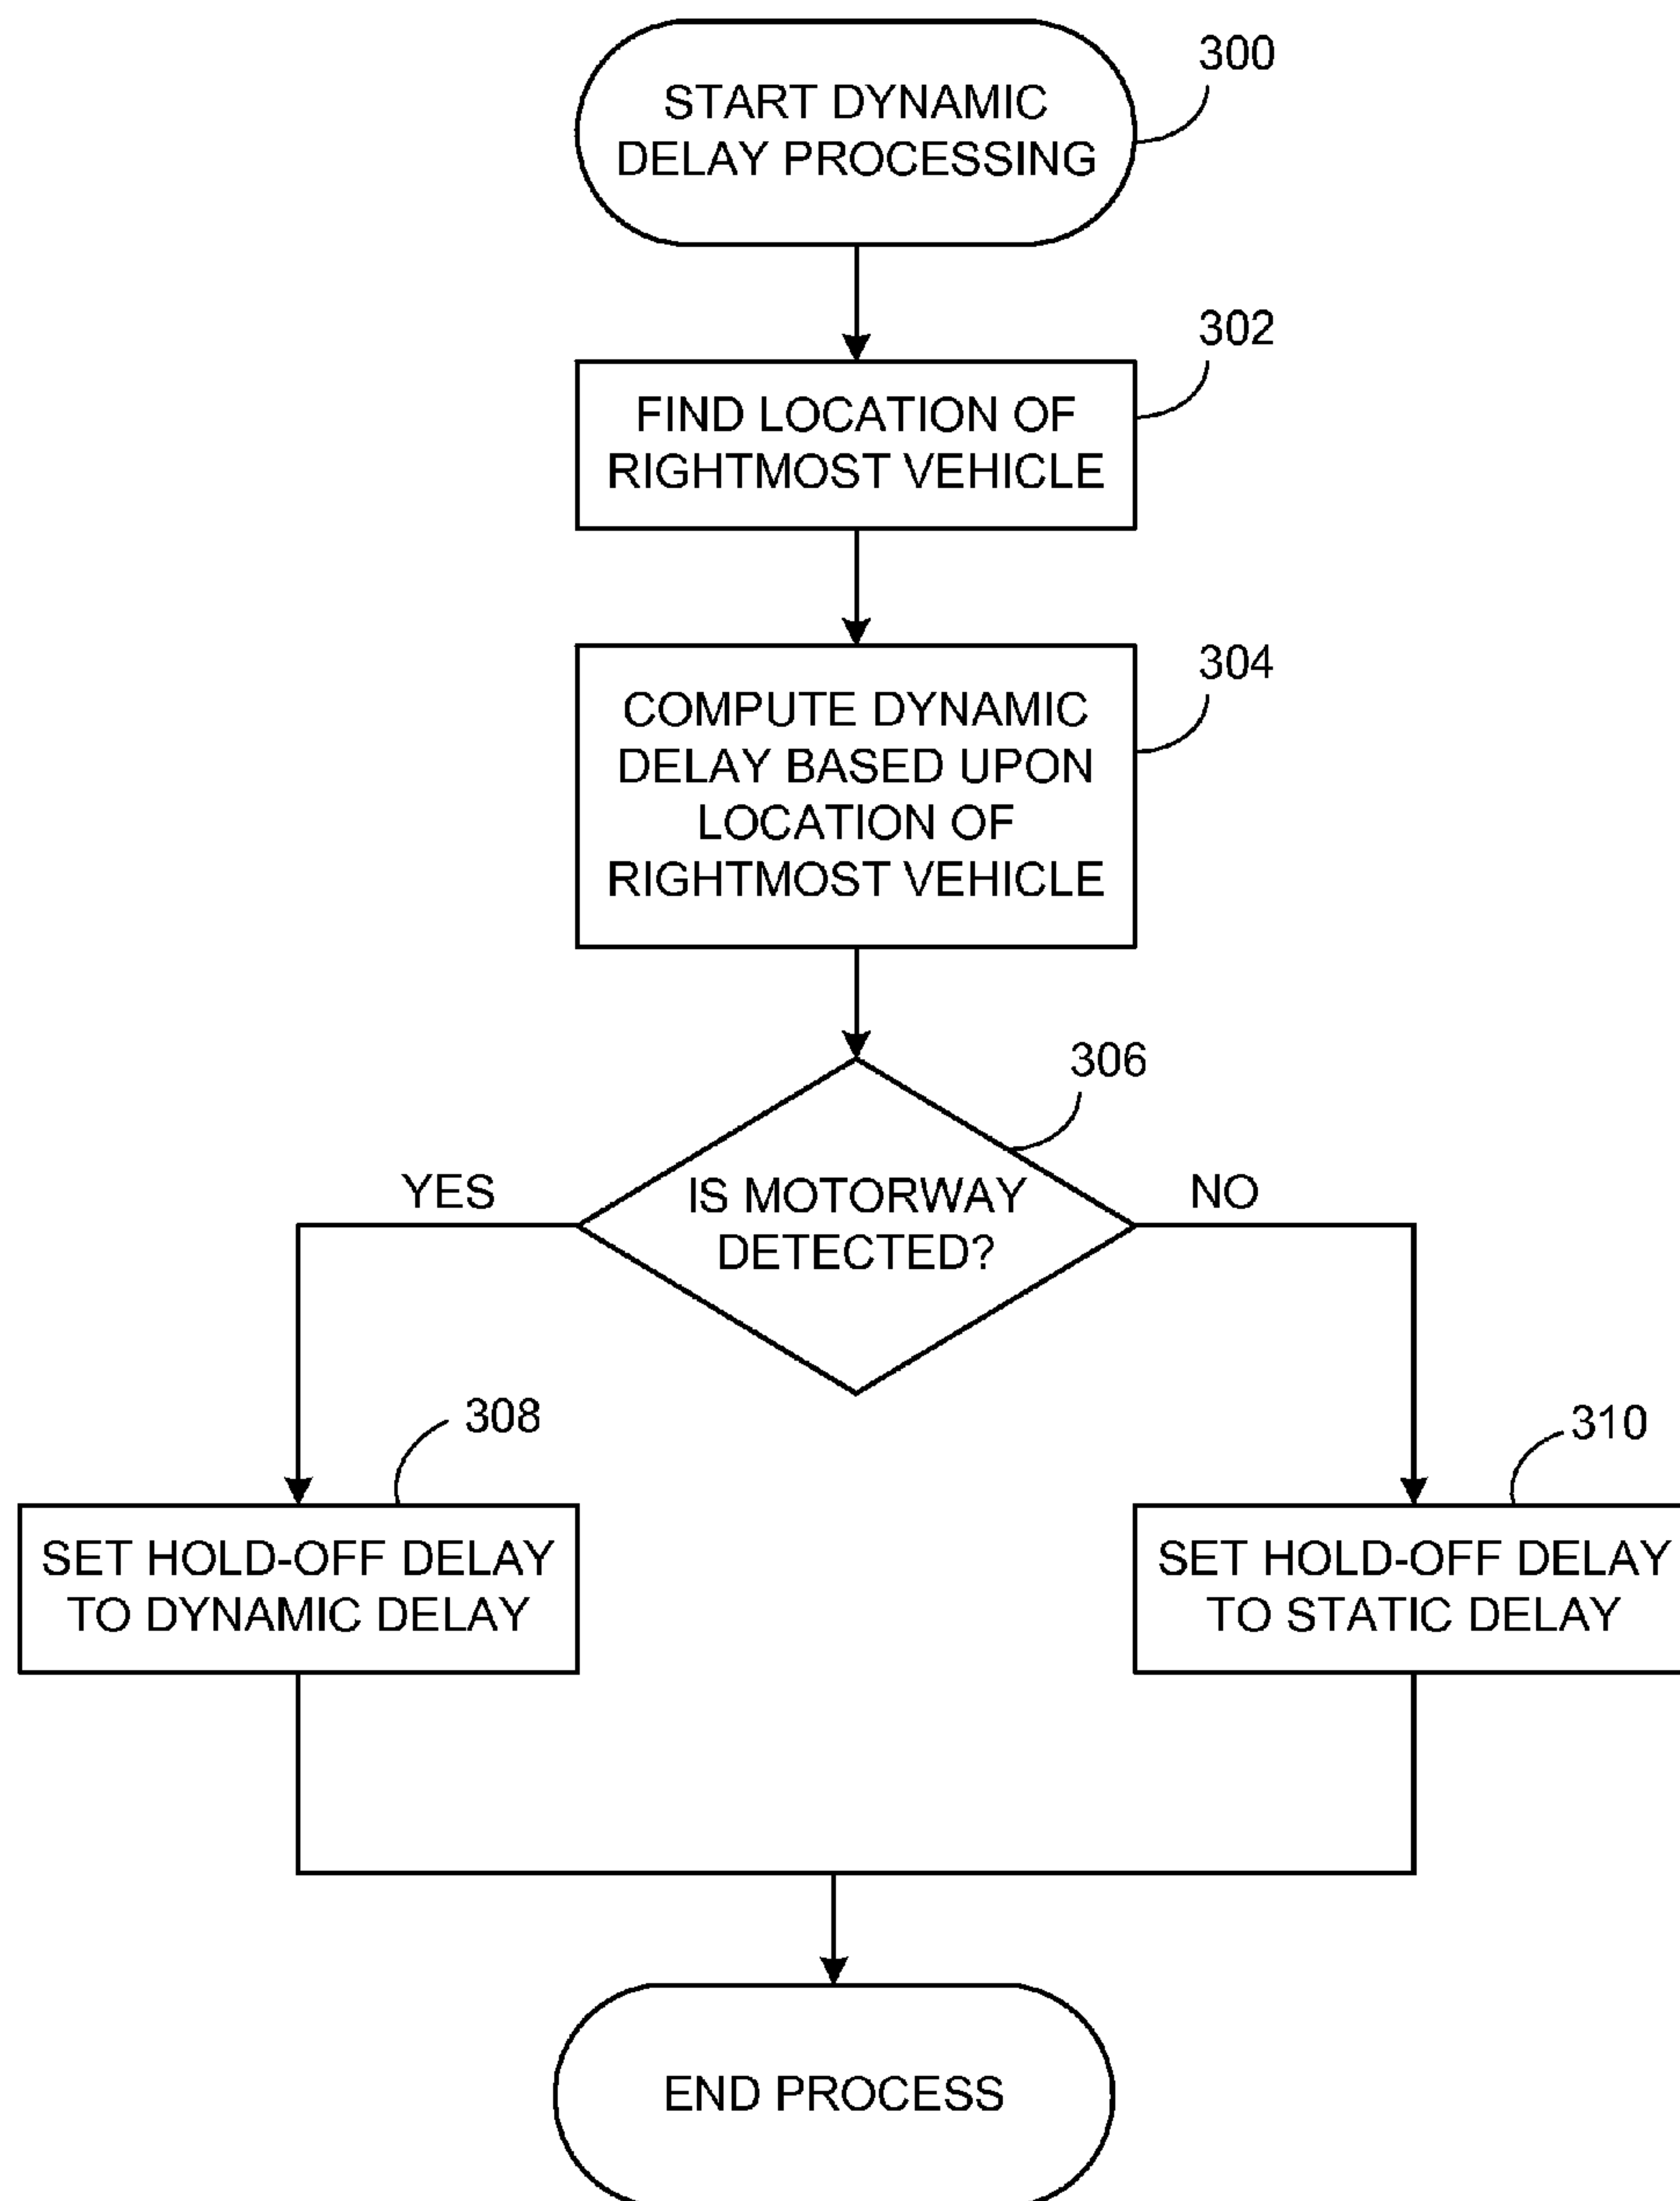 300
START DYNAMIC
DELAY PROCESSING
302
FIND LOCATION OF
RIGHTMOST VEHICLE
304
COMPUTE DYNAMIC
DELAY BASED UPON
LOCATION OF
RIGHTMOST VEHICLE
306
IS MOTORWAY
DETECTED?
YES
NO
308
SET HOLD-OFF DELAY
TO DYNAMIC DELAY
310
SET HOLD-OFF DELAY
TO STATIC DELAY
END PROCESS